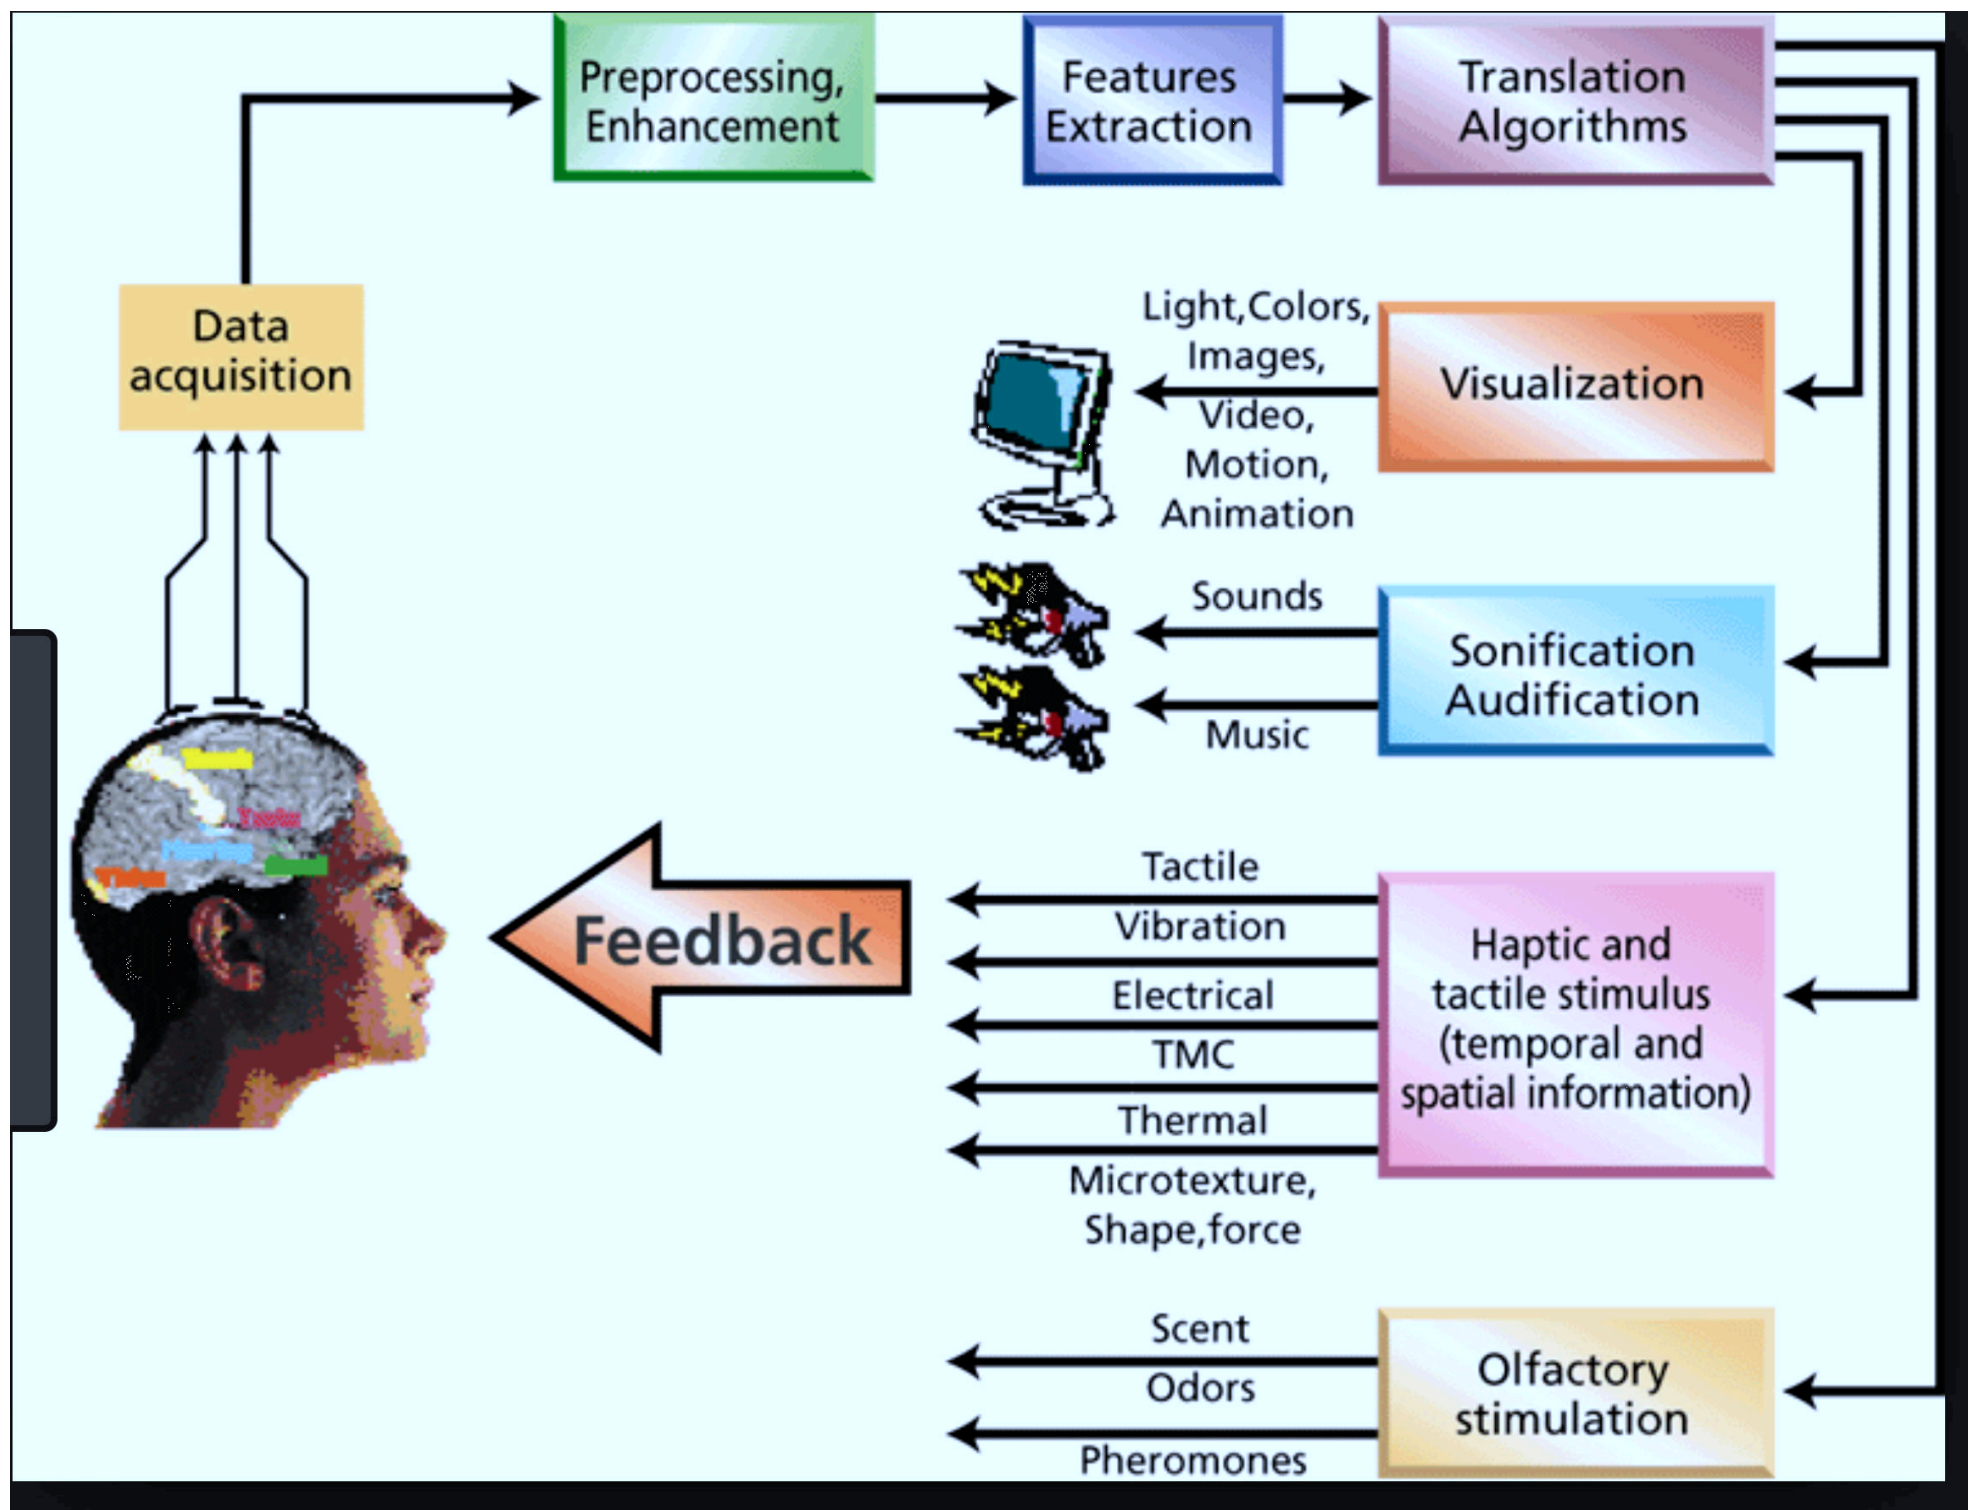 Preprocessing,
Enhancement
Features
Extraction
Translation
Algorithms
Data
acquisition
Light,Colors,
Images,
Video,
Motion,
Animation
Visualization
Sounds
Music
Sonification
Audification
Feedback
Tactile
Vibration
Electrical
TMC
Thermal
Microtexture,
Shape,force
Haptic and
tactile stimulus
(temporal and
spatial information)
Scent
Odors
Pheromones
Olfactory
stimulation